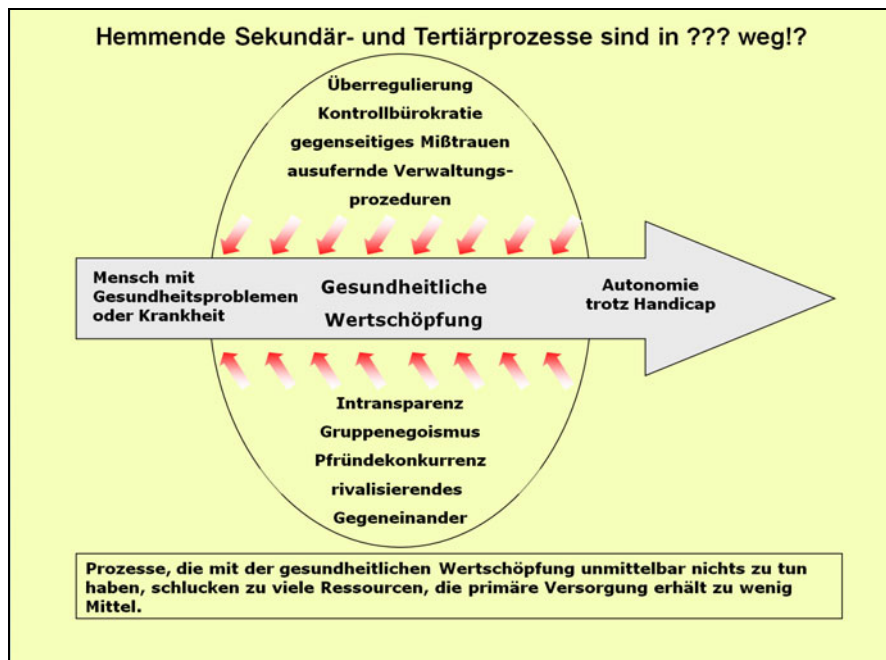 Hemmende Sekundär- und Tertiärprozesse sind in ??? weg!?
Überregulierung
Kontrollbürokratie
gegenseitiges Mißtrauen
ausufernde Verwaltungs-
prozeduren
Mensch mit
Gesundheitsproblemen
oder Krankheit
Gesundheitliche
Wertschöpfung
Autonomie
trotz Handicap
Intransparenz
Gruppenegoismus
Pfründekonkurrenz
rivalisierendes
Gegeneinander
Prozesse, die mit der gesundheitlichen Wertschöpfung unmittelbar nichts zu tun
haben, schlucken zu viele Ressourcen, die primäre Versorgung erhält zu wenig
Mittel.